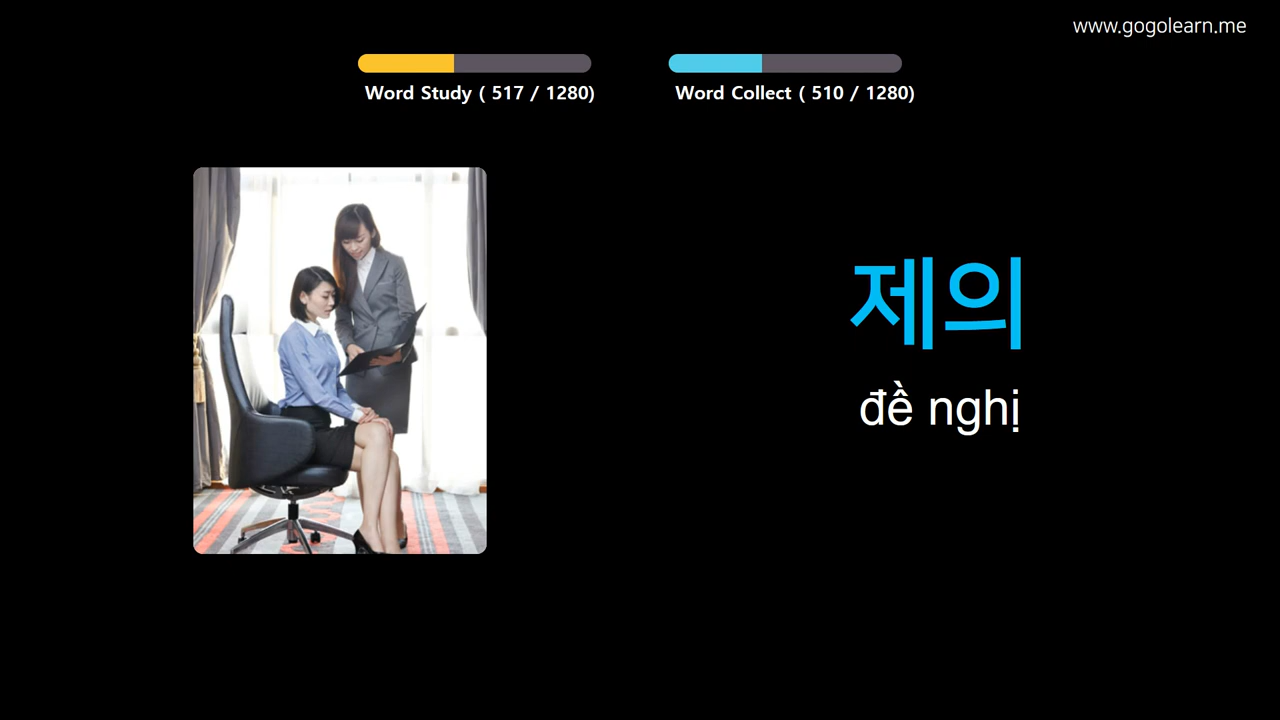 www.gogolearn.me
Word Study ( 517 / 1280)
Word Collect ( 510 / 1280)
제의
đề nghị